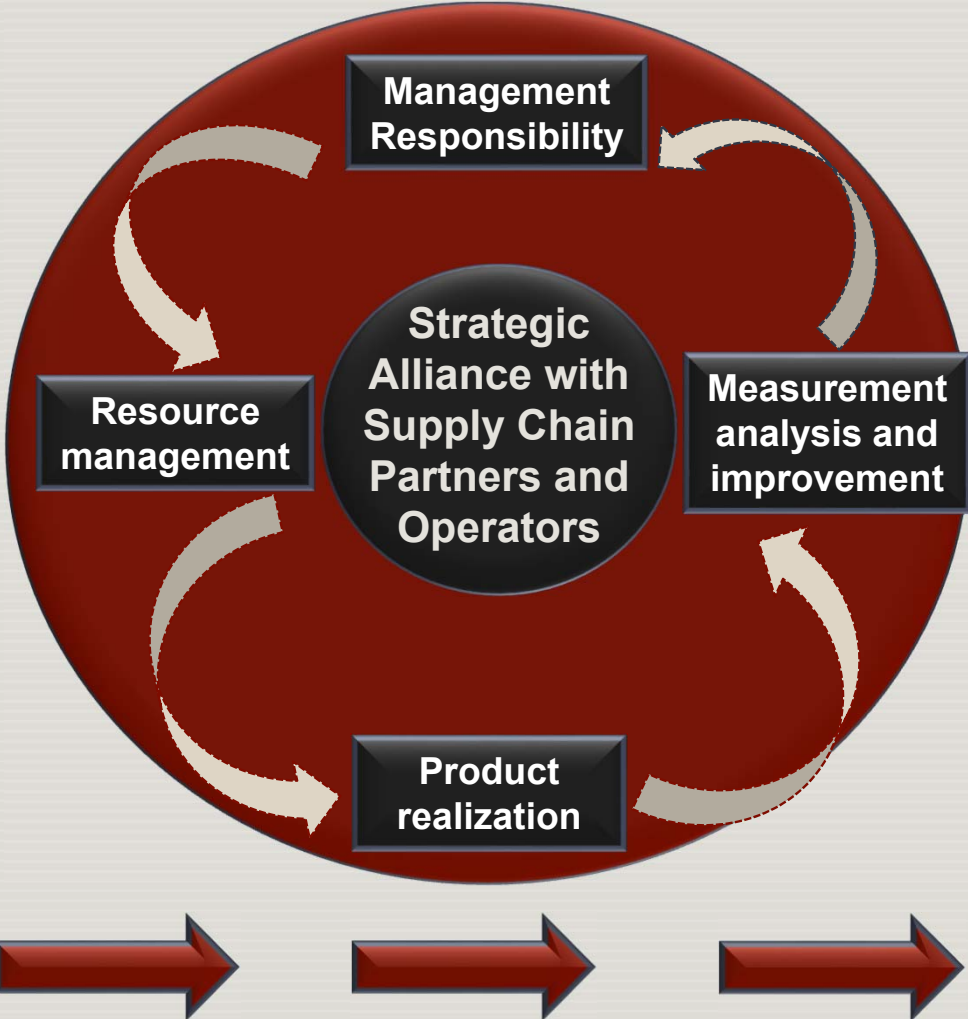 Management
Responsibility
Strategic
Alliance with
Supply Chain
Partners and
Operators
Resource
management
Measurement
analysis and
improvement
Product
realization